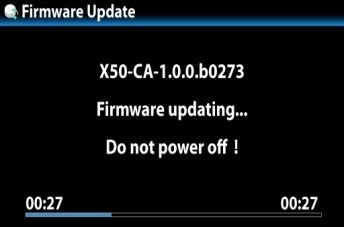 Firmware Update
X50-CA-1.0.0.b0273
Firmware updating...
Do not power off !
00:27 00:27